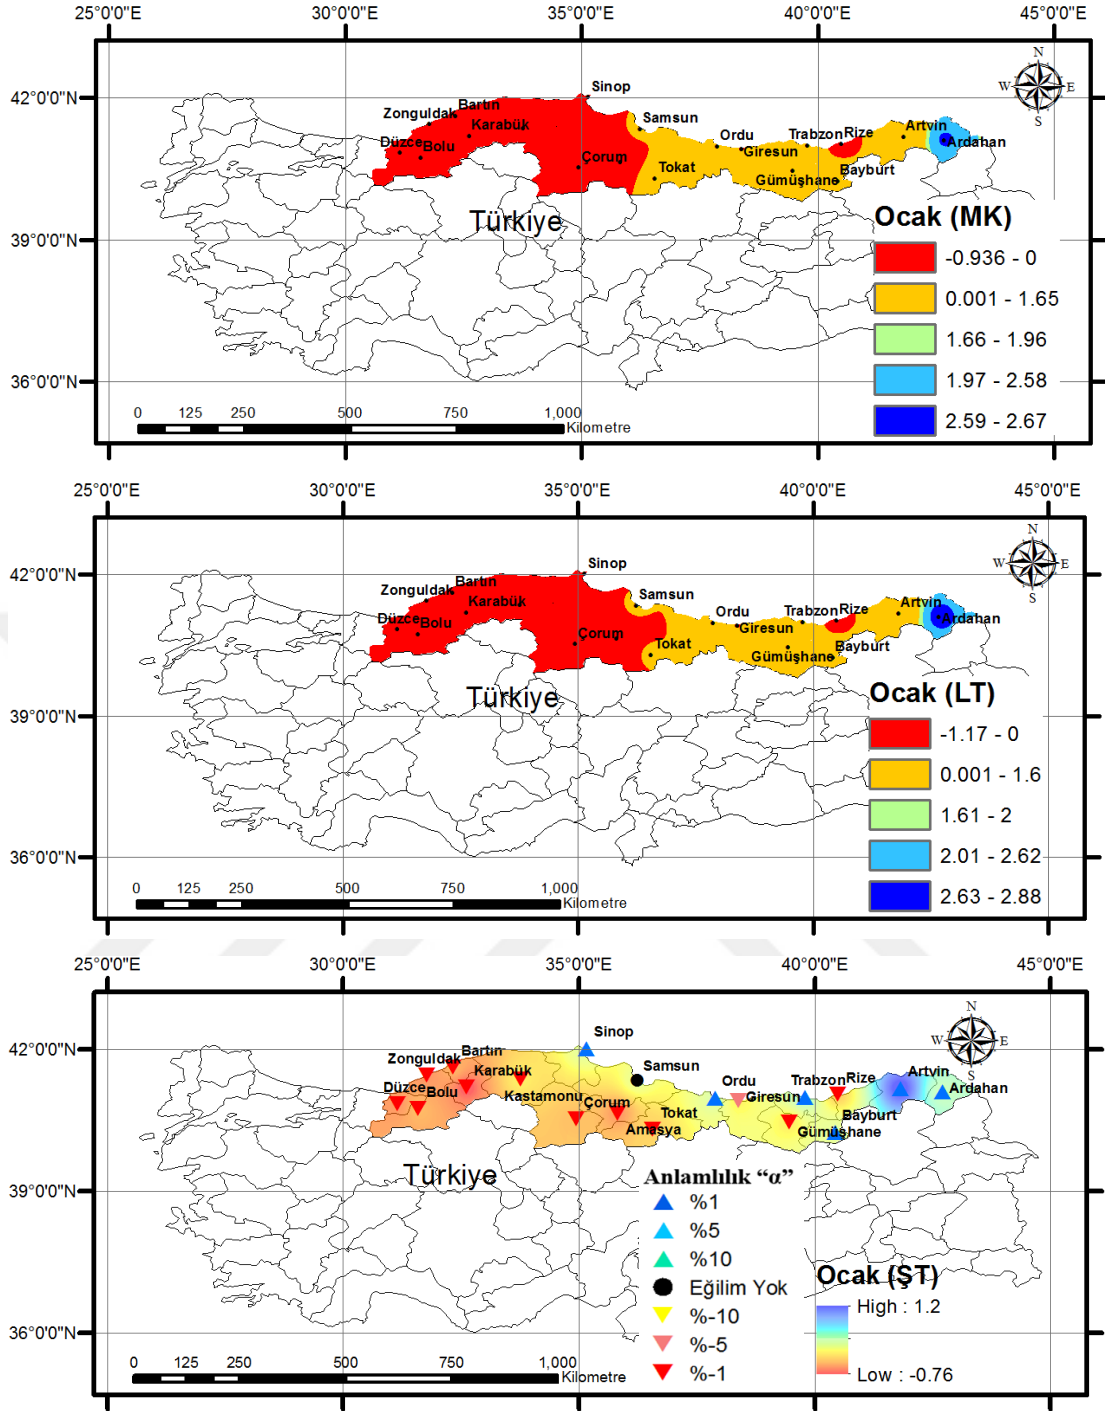 25°0'0"E 30°0'0"E 35°0'0"E 40°0'0"E 45°0'0"E
N
W E
S
42°0'0"N
39°0'0"N
36°0'0"N
Sinop
Bartın
Zonguldak
Karabük
Düzce
Bolu
Samsun
Çorum
Tokat
Ordu
Giresun
Trabzon
Rize
Artvin
Ardahan
Gümüşhane
Bayburt
Türkiye
Ocak (MK)
-0.936 - 0
0.001 - 1.65
1.66 - 1.96
1.97 - 2.58
2.59 - 2.67
0 125 250 500 750 1,000
Kilometre
25°0'0"E 30°0'0"E 35°0'0"E 40°0'0"E 45°0'0"E
N
W E
S
42°0'0"N
39°0'0"N
36°0'0"N
Sinop
Bartın
Zonguldak
Karabük
Düzce
Bolu
Samsun
Çorum
Tokat
Ordu
Giresun
Trabzon
Rize
Artvin
Ardahan
Gümüşhane
Bayburt
Türkiye
Ocak (LT)
-1.17 - 0
0.001 - 1.6
1.61 - 2
2.01 - 2.62
2.63 - 2.88
0 125 250 500 750 1,000
Kilometre
25°0'0"E 30°0'0"E 35°0'0"E 40°0'0"E 45°0'0"E
N
W E
S
42°0'0"N
39°0'0"N
36°0'0"N
Sinop
Bartın
Zonguldak
Karabük
Düzce
Bolu
Kastamonu
Samsun
Çorum
Amasya
Tokat
Ordu
Giresun
Trabzon
Rize
Artvin
Ardahan
Bayburt
Gümüşhane
Türkiye
Anlamlılık “α”
%1
%5
%10
Eğilim Yok
%-10
%-5
%-1
Ocak (ŞT)
High : 1.2
Low : -0.76
0 125 250 500 750 1,000
Kilometre